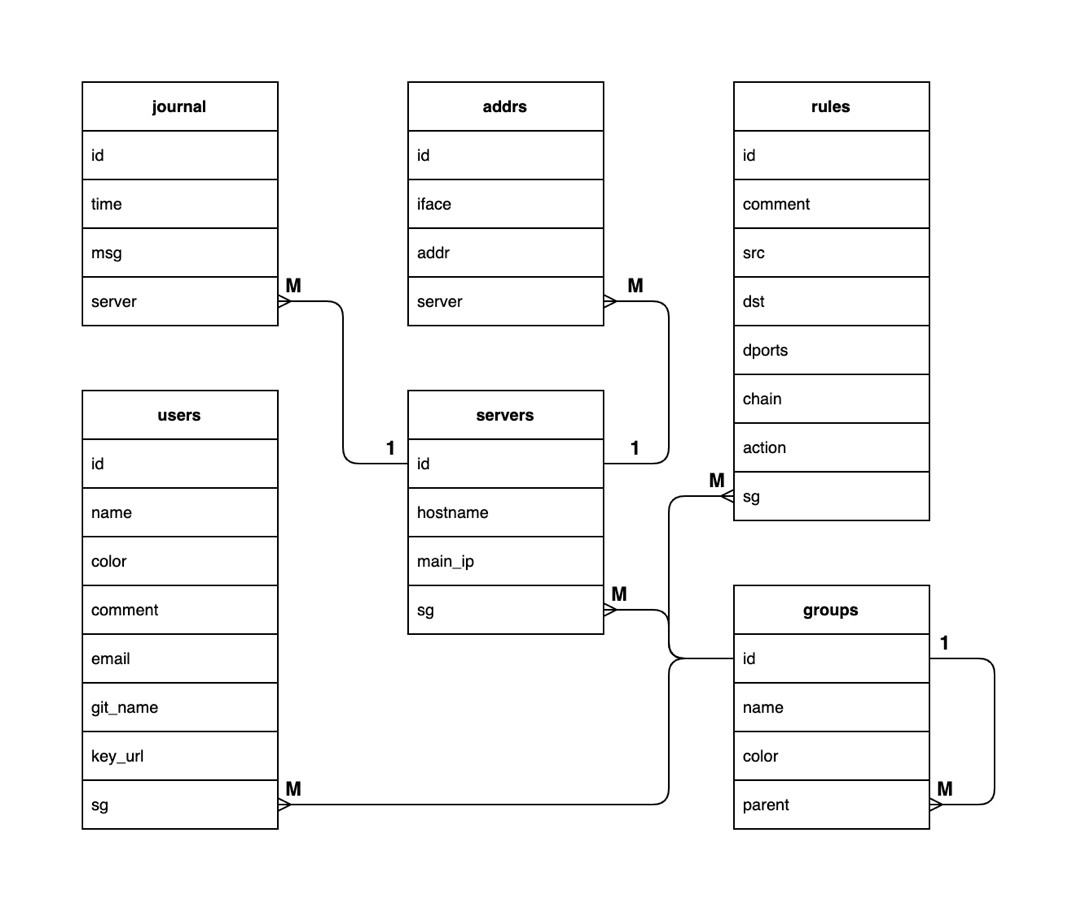 journal
id
time
msg
server
M
addrs
id
iface
addr
server
M
rules
id
comment
src
dst
dports
chain
action
sg
M
users
id
name
color
comment
email
git_name
key_url
sg
M
servers
1
id
1
hostname
main_ip
sg
M
groups
id
1
name
color
parent
M